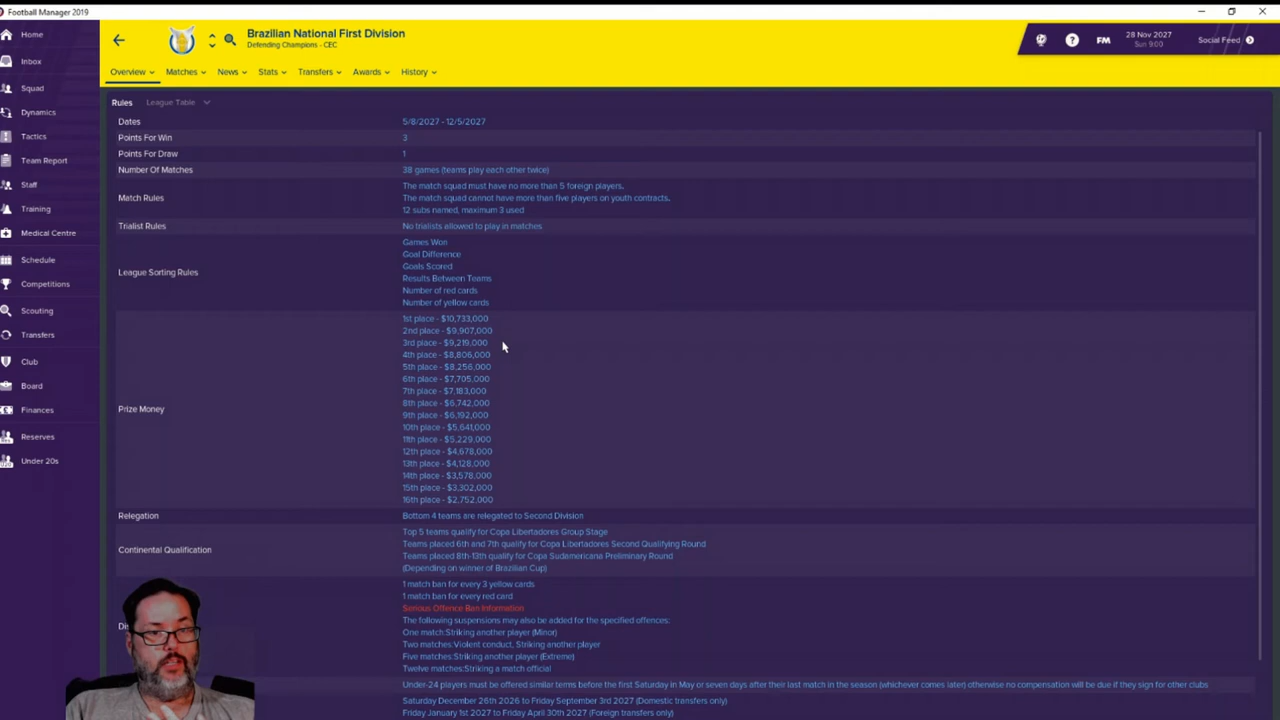 Football Manager 2019
Home
Inbox
Squad
Dynamics
Tactics
Team Report
Staff
Training
Medical Centre
Schedule
Competitions
Scouting
Transfers
Club
Board
Finances
Reserves
Under 20s
Brazilian National First Division
Defending Champions - CEC
FM
28 Nov 2027
Sun 9:00
Social Feed
Overview Matches News Stats Transfers Awards History
Rules League Table
Dates 5/8/2027 - 12/5/2027
Points For Win 3
Points For Draw 1
Number Of Matches 38 games (teams play each other twice)
Match Rules
The match squad must have no more than 5 foreign players.
The match squad cannot have more than five players on youth contracts.
12 subs named, maximum 3 used
Trialist Rules No trialists allowed to play in matches
League Sorting Rules
Games Won
Goal Difference
Goals Scored
Results Between Teams
Number of red cards
Number of yellow cards
Prize Money
1st place - $10,733,000
2nd place - $9,907,000
3rd place - $9,219,000
4th place - $8,806,000
5th place - $8,256,000
6th place - $7,705,000
7th place - $7,183,000
8th place - $6,742,000
9th place - $6,192,000
10th place - $5,641,000
11th place - $5,229,000
12th place - $4,678,000
13th place - $4,128,000
14th place - $3,578,000
15th place - $3,302,000
16th place - $2,752,000
Relegation Bottom 4 teams are relegated to Second Division
Continental Qualification
Top 5 teams qualify for Copa Libertadores Group Stage
Teams placed 6th and 7th qualify for Copa Libertadores Second Qualifying Round
Teams placed 8th-13th qualify for Copa Sudamericana Preliminary Round
(Depending on winner of Brazilian Cup)
Di
1 match ban for every 3 yellow cards
1 match ban for every red card
Serious Offence Ban Information
The following suspensions may also be added for the specified offences:
One match:Striking another player (Minor)
Two matches:Violent conduct, Striking another player
Five matches:Striking another player (Extreme)
Twelve matches:Striking a match official
Under-24 players must be offered similar terms before the first Saturday in May or seven days after their last match in the season (whichever comes later) otherwise no compensation will be due if they sign for other clubs
Saturday December 26th 2026 to Friday September 3rd 2027 (Domestic transfers only)
Friday January 1st 2027 to Friday April 30th 2027 (Foreign transfers only)